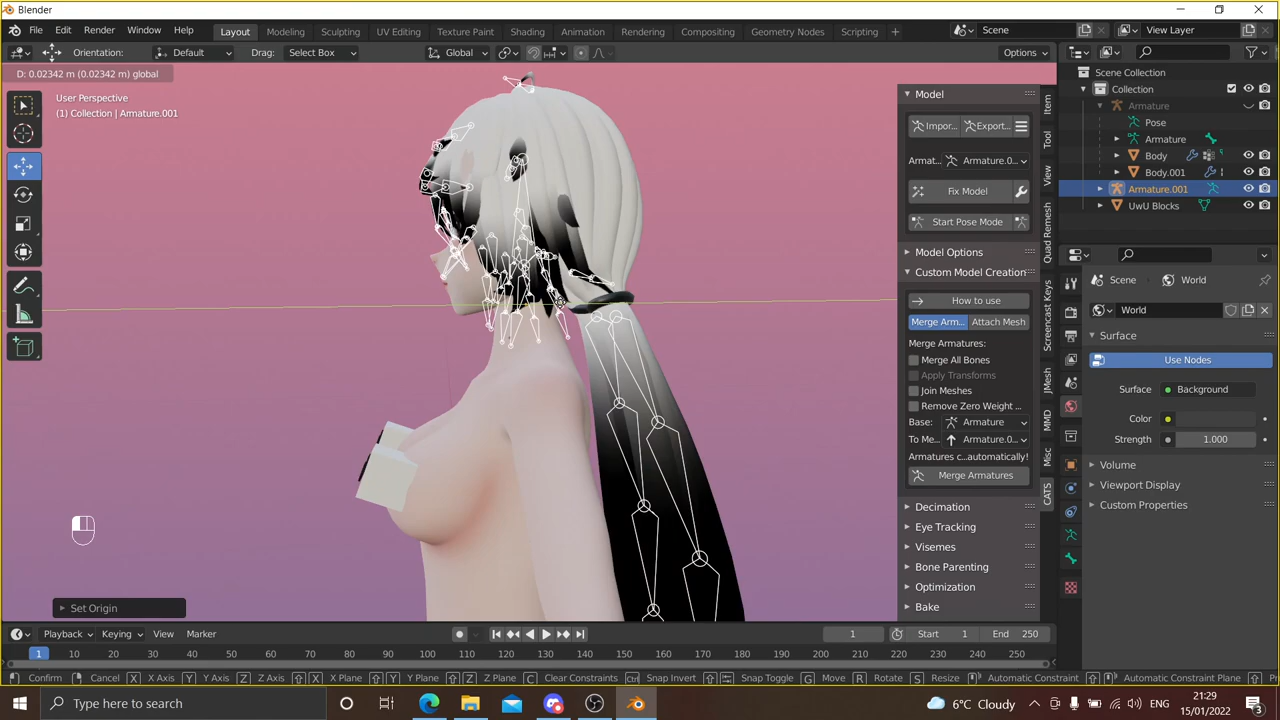 Blender
File Edit Render Window Help
Layout Modeling Sculpting UV Editing Texture Paint Shading Animation Rendering Compositing Geometry Nodes Scripting +
Scene View Layer
Orientation: Default Drag: Select Box Global Options
D: 0.02342 m (0.02342 m) global
User Perspective
(1) Collection | Armature.001
Scene Collection
Collection
Armature
Pose
Armature
Body
Body.001
Armature.001
UwU Blocks
Model
Impor... Export...
Armat... Armature.0...
Fix Model
Start Pose Mode
Model Options
Custom Model Creation
How to use
Merge Arm... Attach Mesh
Merge Armatures:
Merge All Bones
Apply Transforms
Join Meshes
Remove Zero Weight ...
Base: Armature
To Me... Armature.0...
Armatures c...automatically!
Merge Armatures
Decimation
Eye Tracking
Visemes
Bone Parenting
Optimization
Bake
Item
Tool
View
Quad Remesh
Screencast Keys
JMesh
MMD
Misc
CATS
Scene World
World
Surface
Use Nodes
Surface Background
Color
Strength 1.000
Volume
Viewport Display
Custom Properties
Set Origin
Playback Keying View Marker 1 Start 1 End 250
1 10 20 30 40 50 60 70 80 90 100 110 120 130 140 150 160 170 180 190 200 210 220 230 240 250
Confirm Cancel X X Axis Y Y Axis Z Z Axis X X Plane Y Y Plane Z Z Plane C Clear Constraints Ctrl Snap Invert Snap Toggle G Move R Rotate S Resize Automatic Constraint Automatic Constraint Plane
Type here to search
6°C Cloudy
21:29
15/01/2022
3